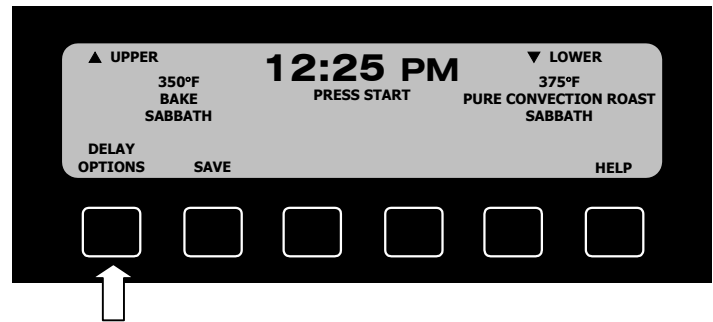 ▲ UPPER
350°F
BAKE
SABBATH
12:25 PM
PRESS START
▼ LOWER
375°F
PURE CONVECTION ROAST
SABBATH
DELAY
OPTIONS
SAVE
HELP